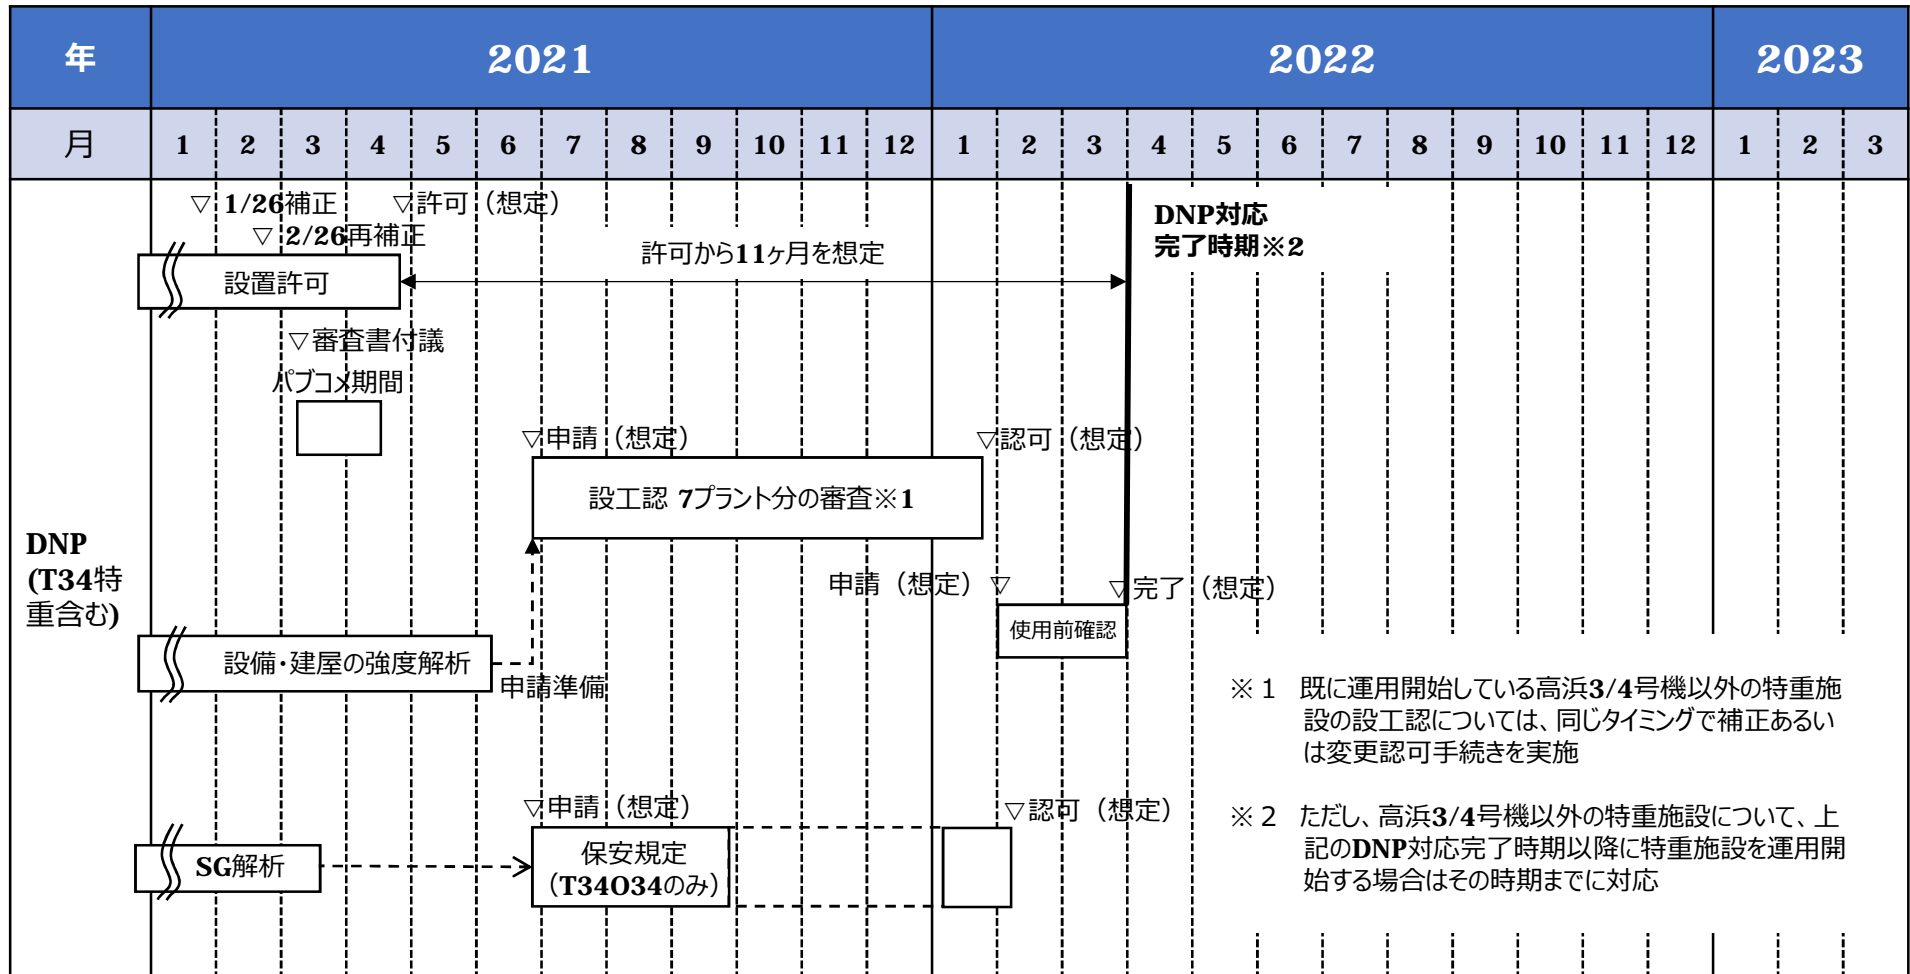 年 2021 2022 2023
月 1 2 3 4 5 6 7 8 9 10 11 12 1 2 3 4 5 6 7 8 9 10 11 12 1 2 3
▽ 1/26補正 ▽許可（想定）
▽ 2/26再補正
DNP対応
完了時期※2
許可から11ヶ月を想定
設置許可
▽審査書付議
パブコメ期間
▽申請（想定） ▽認可（想定）
設工認 7プラント分の審査※1
DNP
(T34特
重含む)
申請（想定）▽ ▽完了（想定）
使用前確認
設備・建屋の強度解析
申請準備
※１ 既に運用開始している高浜3/4号機以外の特重施
設の設工認については、同じタイミングで補正あるい
は変更認可手続きを実施
▽申請（想定） ▽認可（想定）
SG解析
保安規定
（T34O34のみ）
※２ ただし、高浜3/4号機以外の特重施設について、上
記のDNP対応完了時期以降に特重施設を運用開
始する場合はその時期までに対応